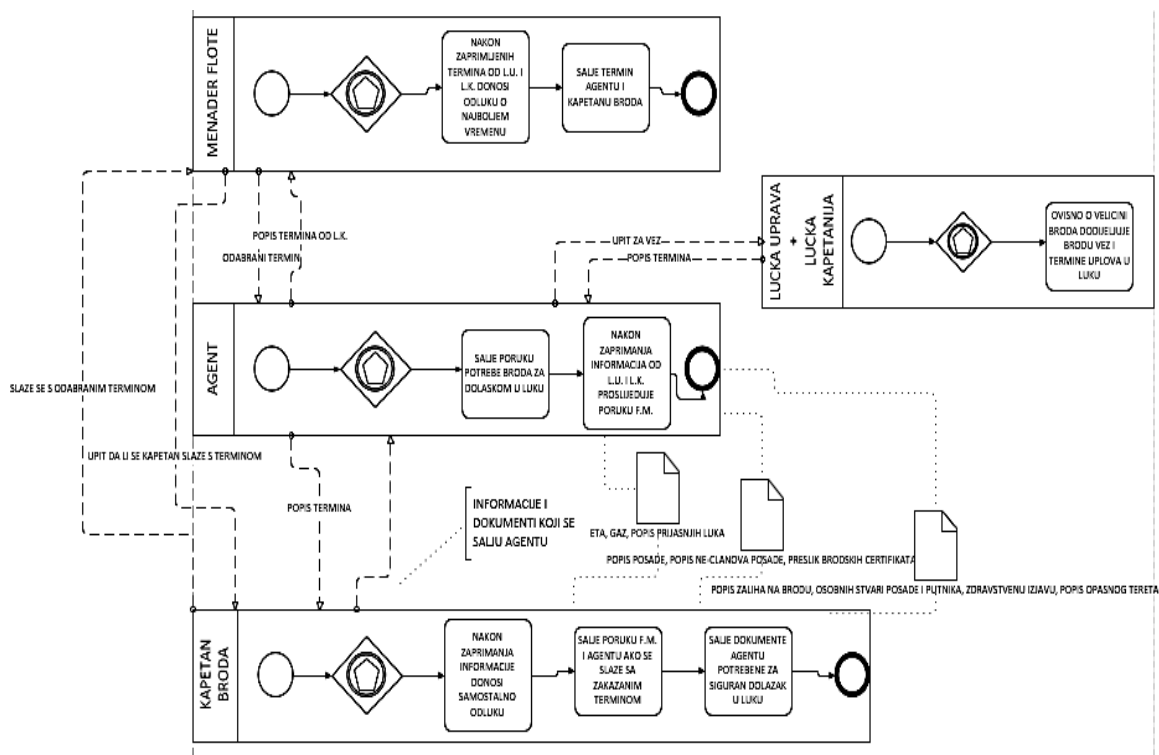 MENADER FLOTE
NAKON
ZAPRIMLJENIH
TERMINA OD L.U. I
L.K. DONOSI
ODLUKU O
NAJBOLJEM
VREMENU
SALJE TERMIN
AGENTU I
KAPETANU BRODA
POPIS TERMINA OD L.K.
ODABRANI TERMIN
UPIT ZA VEZ
POPIS TERMINA
LUCKA UPRAVA
+
LUCKA
KAPETANIJA
OVISNO O VELICINI
BRODA DODIJELJUJE
BRODU VEZ I
TERMINE UPLOVA U
LUKU
AGENT
SALJE PORUKU
POTREBE BRODA ZA
DOLASKOM U LUKU
NAKON
ZAPRIMANJA
INFORMACIJA OD
L.U. I L.K.
PROSLIJEDUJE
PORUKU F.M.
SLAZE SE S ODABRANIM TERMINOM
UPIT DA LI SE KAPETAN SLAZE S TERMINOM
POPIS TERMINA
INFORMACIJE I
DOKUMENTI KOJI SE
SALJU AGENTU
ETA, GAZ, POPIS PRIJASNJIH LUKA
POPIS POSADE, POPIS NE-CLANOVA POSADE, PRESLIK BRODSKIH CERTIFIKATA
POPIS ZALIHA NA BRODU, OSOBNIH STVARI POSADE I PUTNIKA, ZDRAVSTVENU IZJAVU, POPIS OPASNOG TERETA
KAPETAN
BRODA
NAKON
ZAPRIMANJA
INFORMACIJE
DONOSI
SAMOSTALNO
ODLUKU
SALJE PORUKU F.M.
I AGENTU AKO SE
SLAZE SA
ZAKAZANIM
TERMINOM
SALJE DOKUMENTE
AGENTU
POTREBENE ZA
SIGURAN DOLAZAK
U LUKU